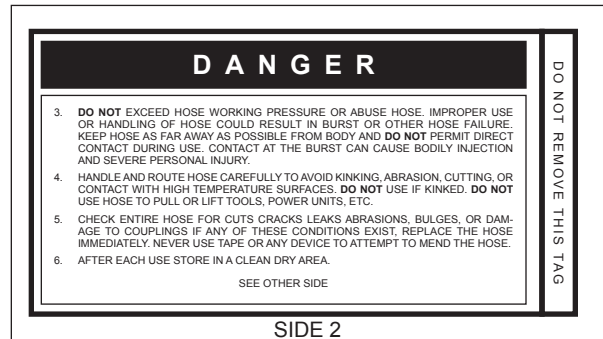 DANGER
3. DO NOT EXCEED HOSE WORKING PRESSURE OR ABUSE HOSE. IMPROPER USE
OR HANDLING OF HOSE COULD RESULT IN BURST OR OTHER HOSE FAILURE.
KEEP HOSE AS FAR AWAY AS POSSIBLE FROM BODY AND DO NOT PERMIT DIRECT
CONTACT DURING USE. CONTACT AT THE BURST CAN CAUSE BODILY INJECTION
AND SEVERE PERSONAL INJURY.
4. HANDLE AND ROUTE HOSE CAREFULLY TO AVOID KINKING, ABRASION, CUTTING, OR
CONTACT WITH HIGH TEMPERATURE SURFACES. DO NOT USE IF KINKED. DO NOT
USE HOSE TO PULL OR LIFT TOOLS, POWER UNITS, ETC.
5. CHECK ENTIRE HOSE FOR CUTS CRACKS LEAKS ABRASIONS, BULGES, OR DAM-
AGE TO COUPLINGS IF ANY OF THESE CONDITIONS EXIST, REPLACE THE HOSE
IMMEDIATELY. NEVER USE TAPE OR ANY DEVICE TO ATTEMPT TO MEND THE HOSE.
6. AFTER EACH USE STORE IN A CLEAN DRY AREA.
SEE OTHER SIDE
DO NOT REMOVE THIS TAG
SIDE 2